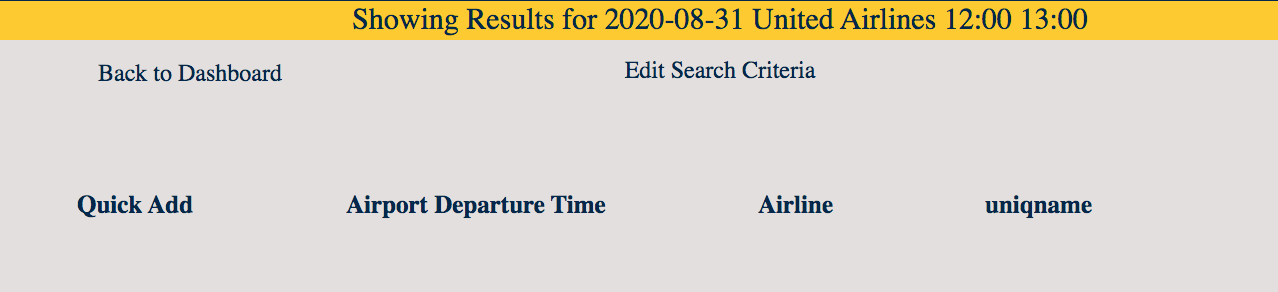 Showing Results for 2020-08-31 United Airlines 12:00 13:00
Back to Dashboard
Edit Search Criteria
Quick Add Airport Departure Time Airline uniqname